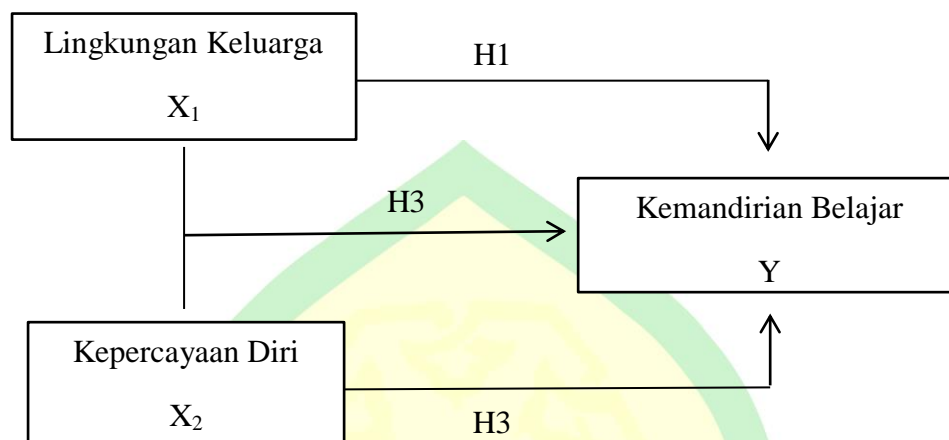 Lingkungan Keluarga
X₁
H1
H3
Kemandirian Belajar
Y
Kepercayaan Diri
X₂
H3